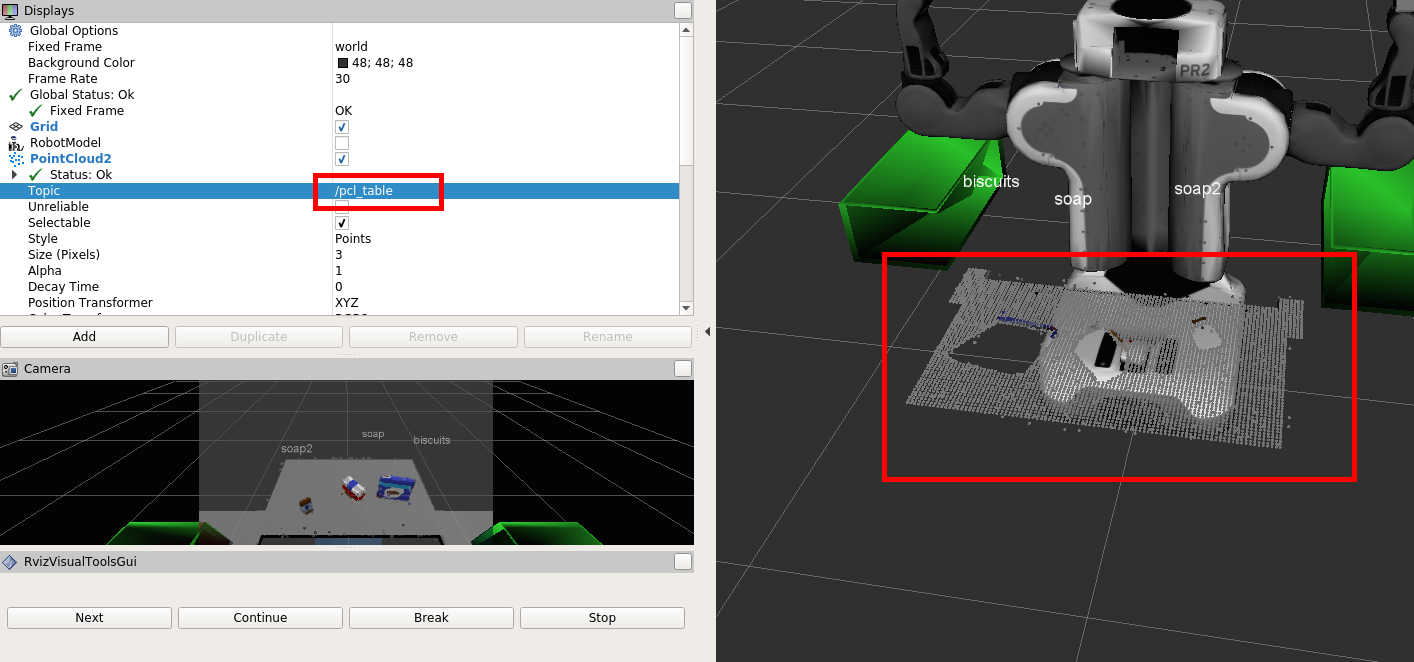 Displays
Global Options
Fixed Frame world
Background Color 48; 48; 48
Frame Rate 30
Global Status: Ok
Fixed Frame OK
Grid
RobotModel
PointCloud2
Status: Ok
Topic /pcl_table
Unreliable
Selectable
Style Points
Size (Pixels) 3
Alpha 1
Decay Time 0
Position Transformer XYZ
Add Duplicate Remove Rename
Camera
soap
biscuits
soap2
RvizVisualToolsGui
Next Continue Break Stop
PR2
biscuits
soap
soap2